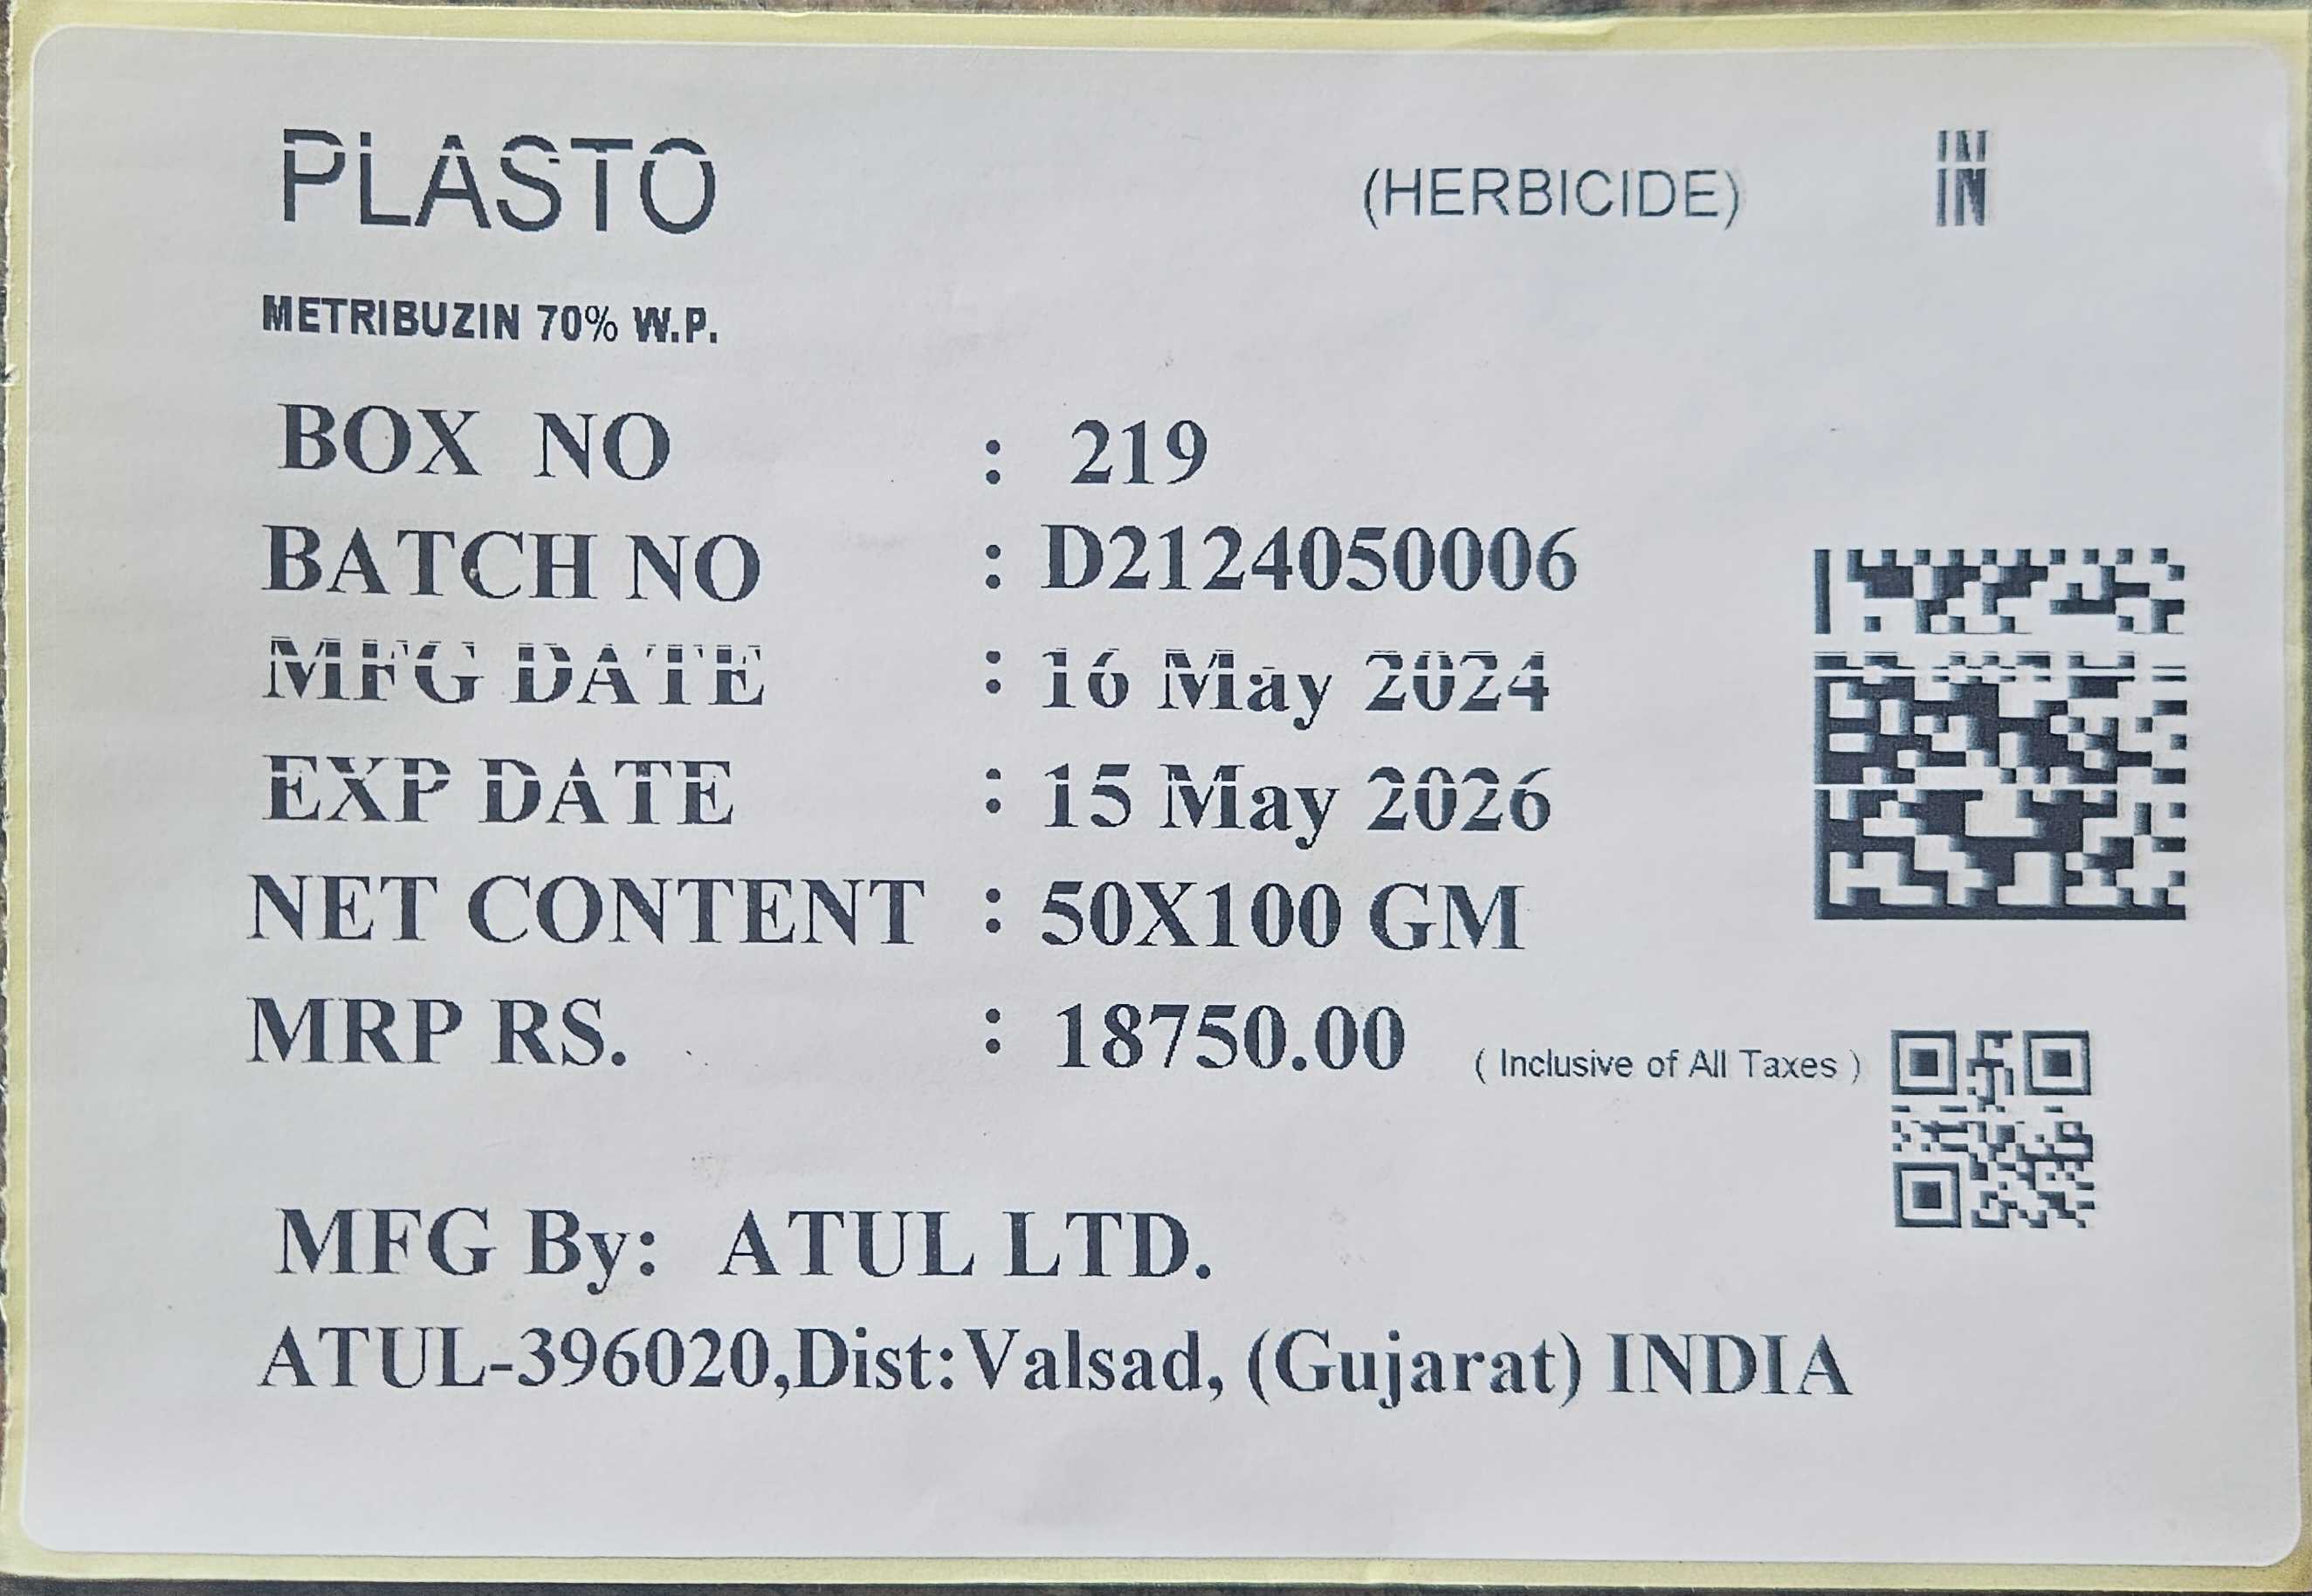 PLASTO (HERBICIDE) IN
IN
METRIBUZIN 70% W.P.
BOX NO : 219
BATCH NO : D2124050006
MFG DATE : 16 May 2024
EXP DATE : 15 May 2026
NET CONTENT : 50X100 GM
MRP RS. : 18750.00 ( Inclusive of All Taxes )
MFG By: ATUL LTD.
ATUL-396020,Dist:Valsad, (Gujarat) INDIA